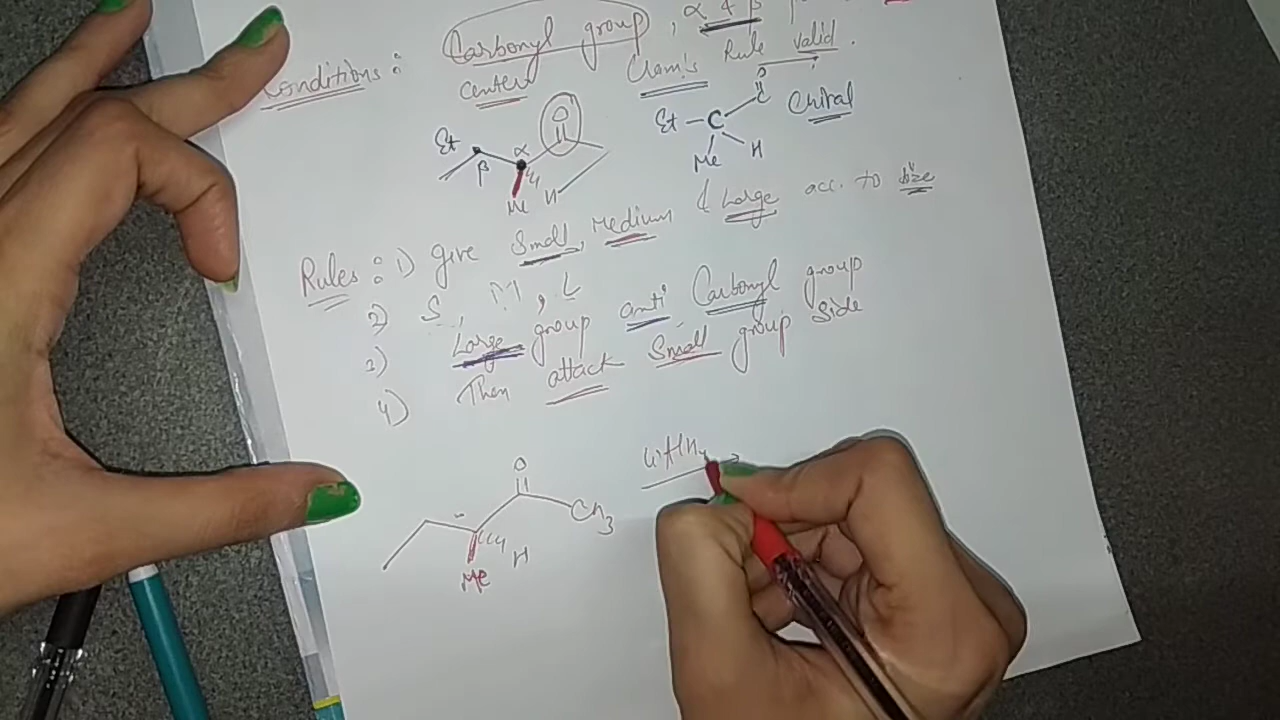 Conditions : Carbonyl group, α & β
center Cram's Rule valid.
Et β α O Me H
Et - C O C Me H Chiral
Rules : 1) Give Small, Medium & Large acc. to size
2) S, M, L
3) Large group anti Carbonyl group
4) Then attack Small group side
O CH3 Me H
LiAlH4